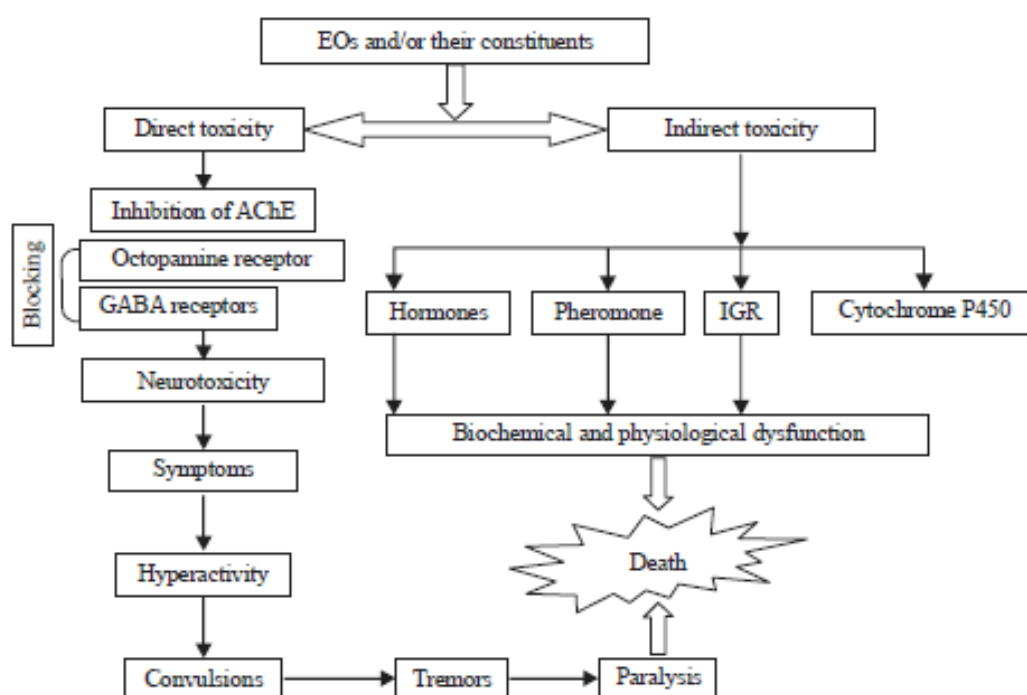 EOs and/or their constituents
Direct toxicity
Indirect toxicity
Inhibition of AChE
Blocking
Octopamine receptor
GABA receptors
Hormones
Pheromone
IGR
Cytochrome P450
Neurotoxicity
Biochemical and physiological dysfunction
Symptoms
Death
Hyperactivity
Convulsions
Tremors
Paralysis